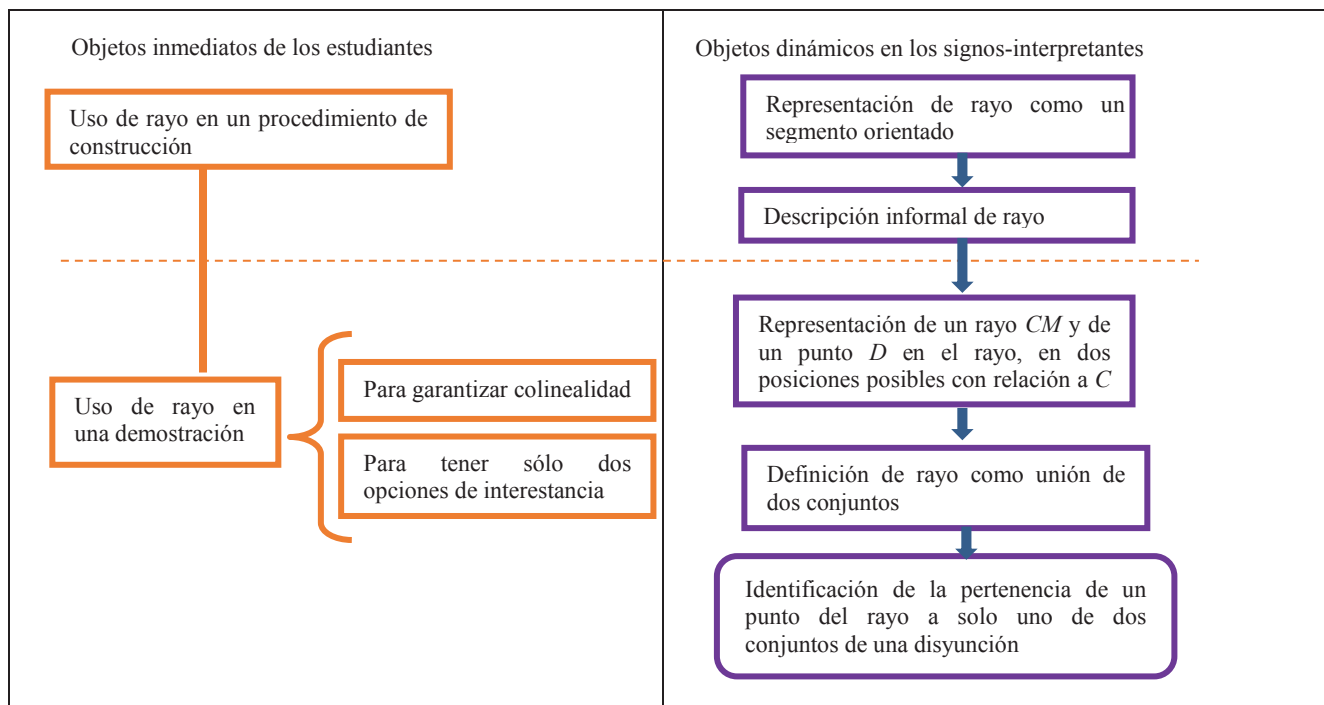 Objetos inmediatos de los estudiantes
Uso de rayo en un procedimiento de
construcción
Uso de rayo en
una demostración
Para garantizar colinealidad
Para tener sólo dos
opciones de interestancia
Objetos dinámicos en los signos-interpretantes
Representación de rayo como un
segmento orientado
Descripción informal de rayo
Representación de un rayo CM y de
un punto D en el rayo, en dos
posiciones posibles con relación a C
Definición de rayo como unión de
dos conjuntos
Identificación de la pertenencia de un
punto del rayo a solo uno de dos
conjuntos de una disyunción